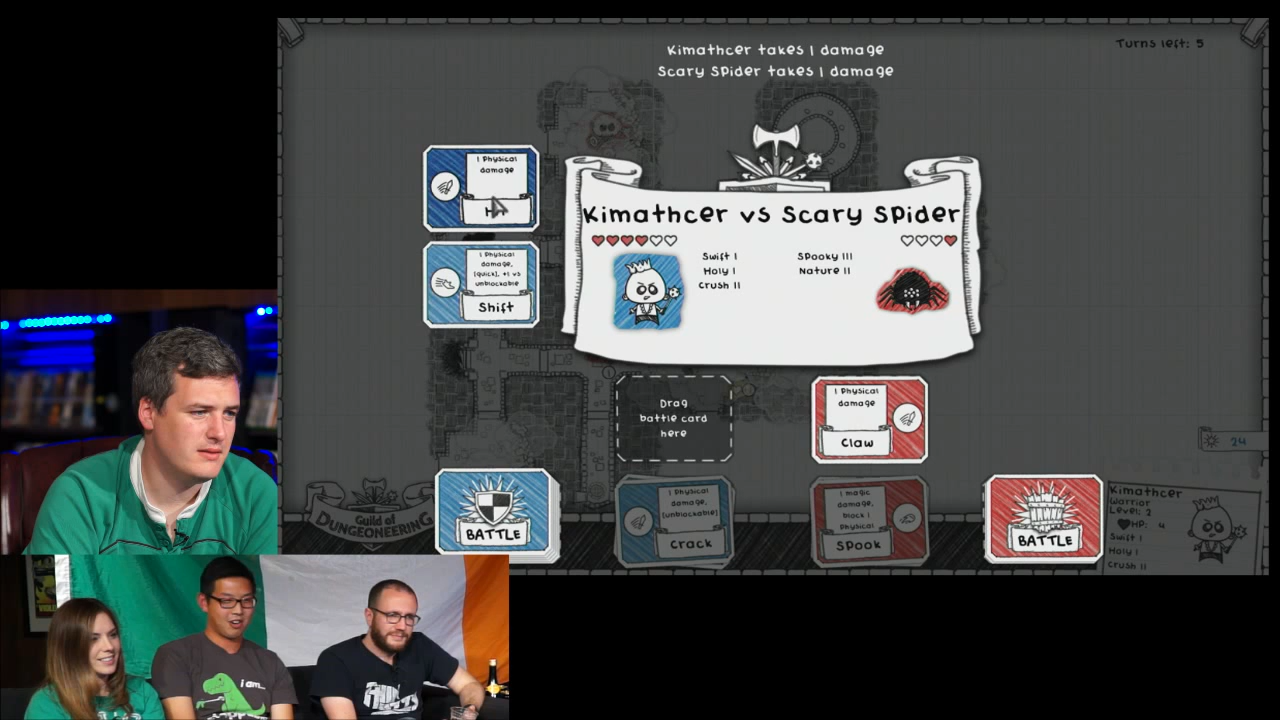 Kimathcer takes 1 damage
Scary Spider takes 1 damage
Turns left: 5
1 Physical
damage
1 Physical
damage,
[quick], +1 vs
unblockable
Shift
Kimathcer vs Scary Spider
Swift I
Holy I
Crush II
Spooky III
Nature II
Drag
battle card
here
1 Physical
damage
Claw
24
Guild of
DUNGEONEERING
BATTLE
1 Physical
damage,
[unblockable]
Crack
1 magic
damage,
block 1
Physical
Spook
BATTLE
Kimathcer
Warrior
Level: 2
HP: 4
Swift I
Holy I
Crush II
i am...